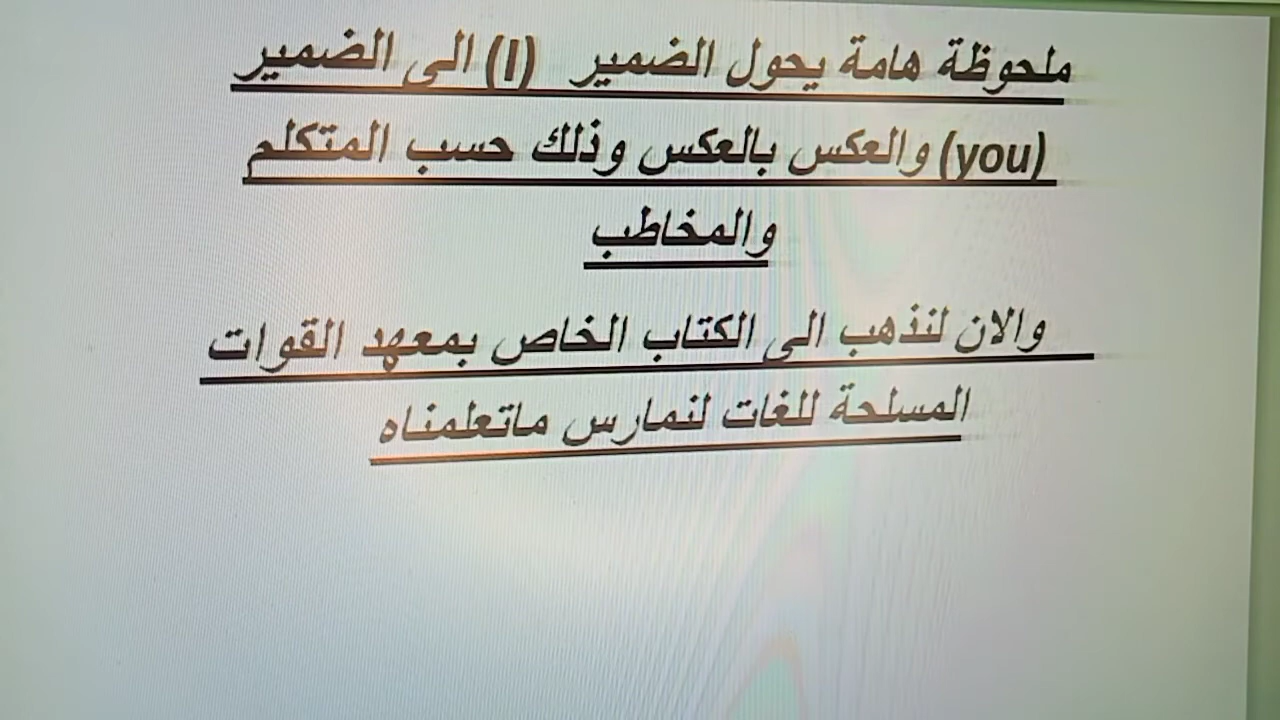 ملحوظة هامة يحول الضمير (I) الى الضمير
(you) والعكس بالعكس وذلك حسب المتكلم
والمخاطب
والان لنذهب الى الكتاب الخاص بمعهد القوات
المسلحة للغات لنمارس ماتعلمناه